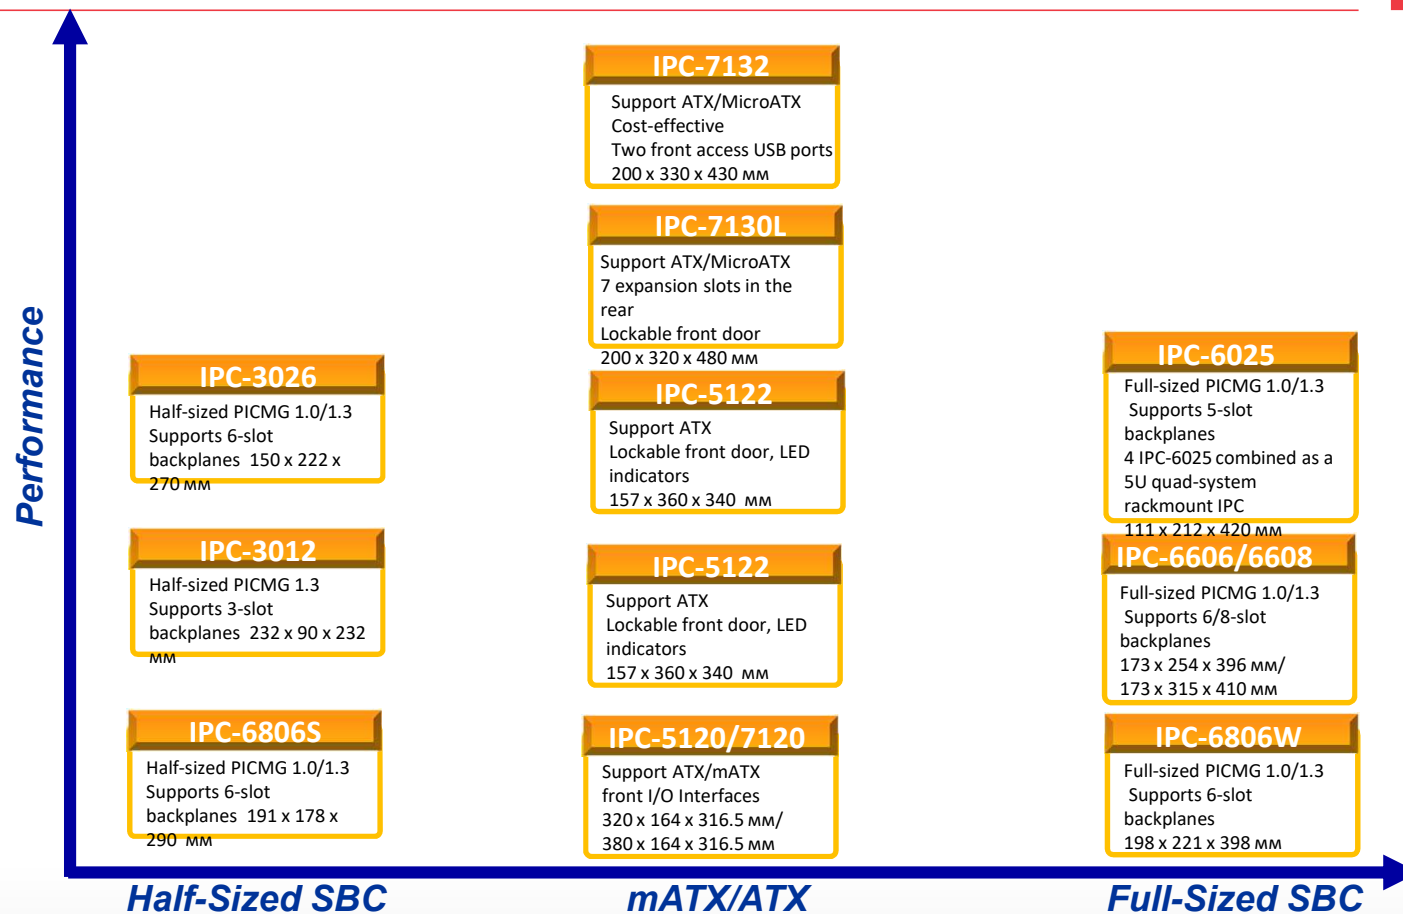 Performance
IPC-3026
Half-sized PICMG 1.0/1.3
Supports 6-slot
backplanes 150 x 222 x
270 мм
IPC-3012
Half-sized PICMG 1.3
Supports 3-slot
backplanes 232 x 90 x 232
мм
IPC-6806S
Half-sized PICMG 1.0/1.3
Supports 6-slot
backplanes 191 x 178 x
290 мм
Half-Sized SBC
IPC-7132
Support ATX/MicroATX
Cost-effective
Two front access USB ports
200 x 330 x 430 мм
IPC-7130L
Support ATX/MicroATX
7 expansion slots in the
rear
Lockable front door
200 x 320 x 480 мм
IPC-5122
Support ATX
Lockable front door, LED
indicators
157 x 360 x 340 мм
IPC-5122
Support ATX
Lockable front door, LED
indicators
157 x 360 x 340 мм
IPC-5120/7120
Support ATX/mATX
front I/O Interfaces
320 x 164 x 316.5 мм/
380 x 164 x 316.5 мм
mATX/ATX
IPC-6025
Full-sized PICMG 1.0/1.3
Supports 5-slot
backplanes
4 IPC-6025 combined as a
5U quad-system
rackmount IPC
111 x 212 x 420 мм
IPC-6606/6608
Full-sized PICMG 1.0/1.3
Supports 6/8-slot
backplanes
173 x 254 x 396 мм/
173 x 315 x 410 мм
IPC-6806W
Full-sized PICMG 1.0/1.3
Supports 6-slot
backplanes
198 x 221 x 398 мм
Full-Sized SBC